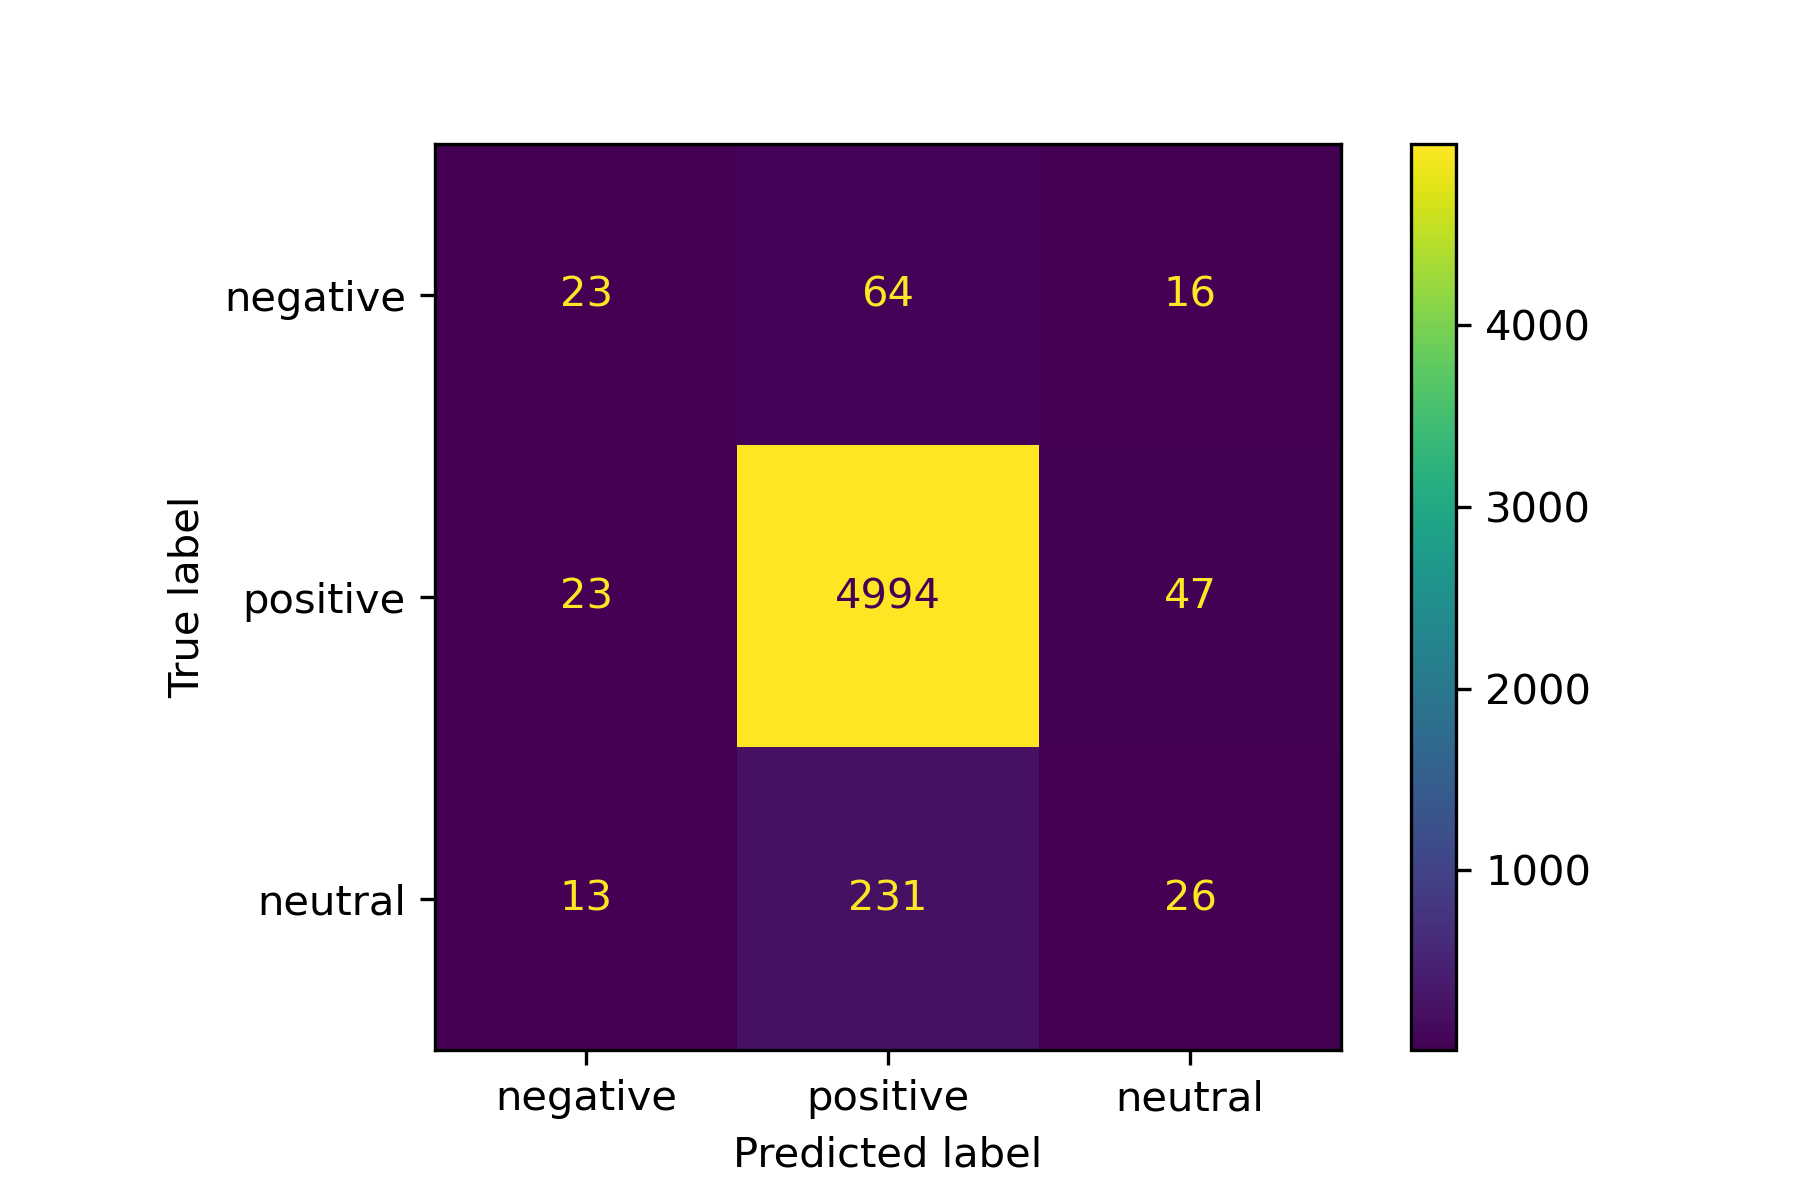 negative 23 64 16
positive 23 4994 47
neutral 13 231 26
negative positive neutral
Predicted label
True label
4000
3000
2000
1000